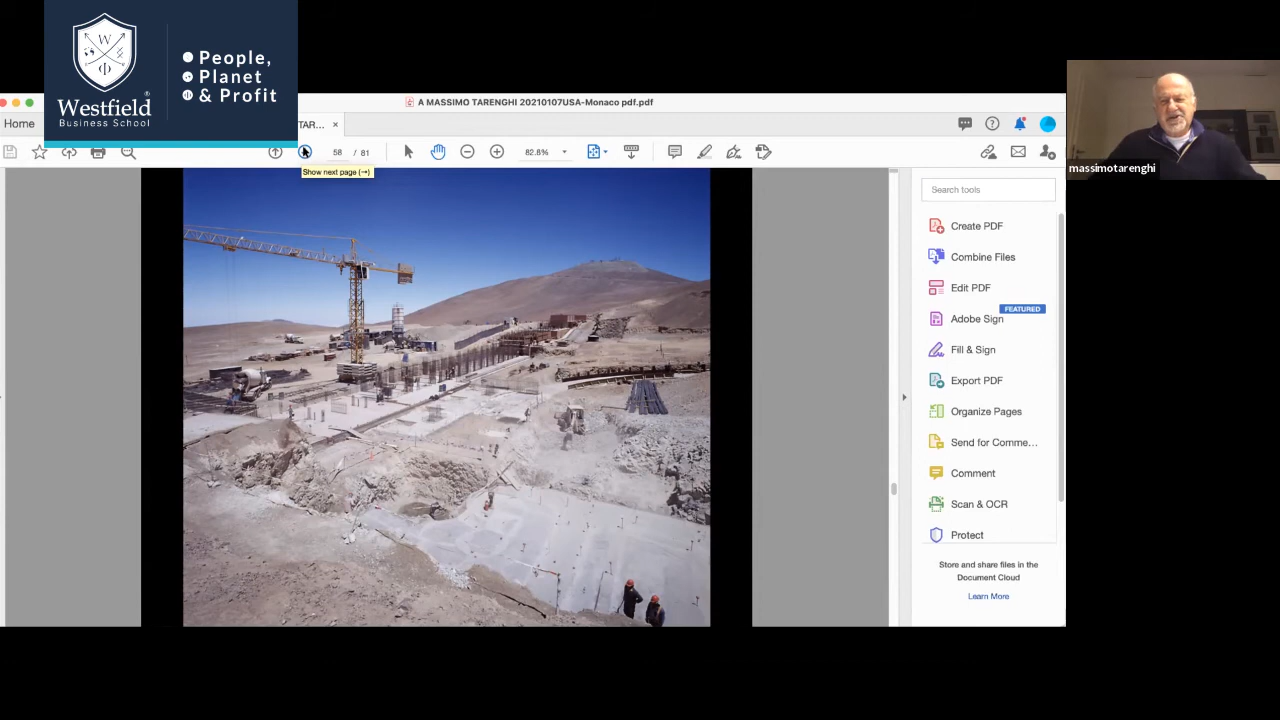 W
Φ
Westfield®
Business School
People,
Planet
& Profit
A MASSIMO TARENGHI 20210107USA-Monaco pdf.pdf
Home
TAR...
58 / 81
82.8%
Show next page (→)
massimotarenghi
Search tools
Create PDF
Combine Files
Edit PDF
FEATURED
Adobe Sign
Fill & Sign
Export PDF
Organize Pages
Send for Comme...
Comment
Scan & OCR
Protect
Store and share files in the
Document Cloud
Learn More